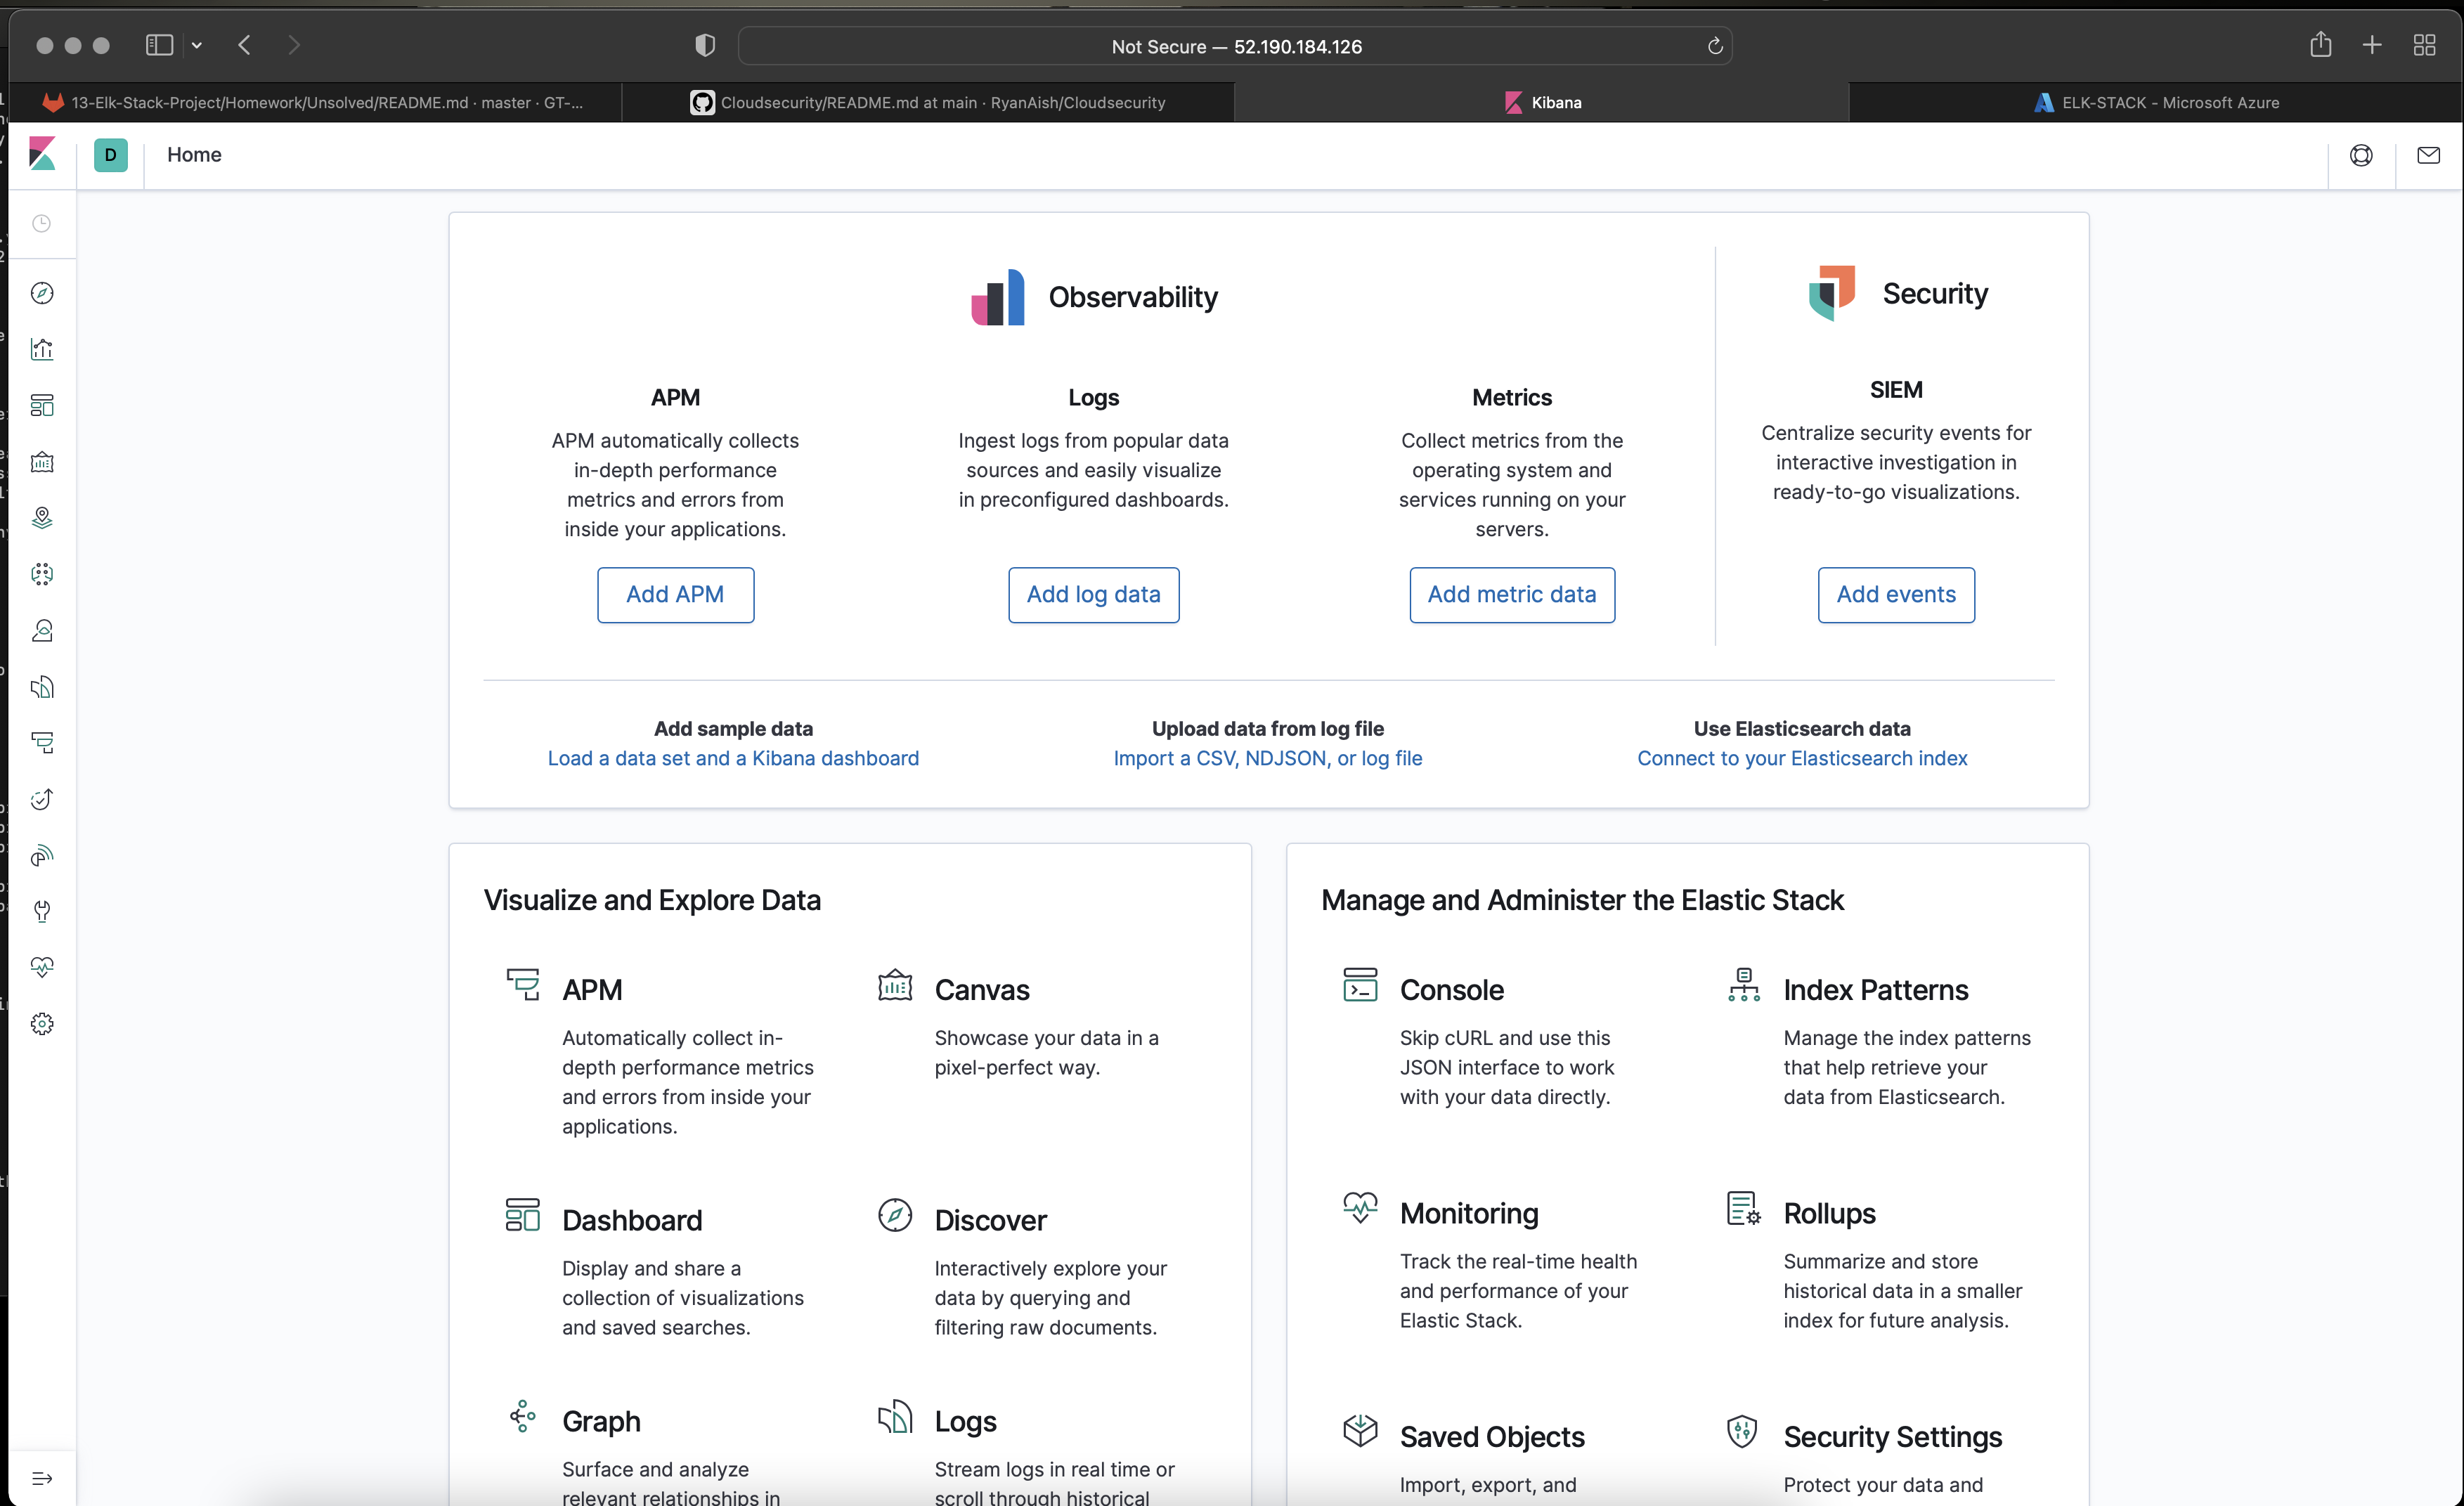 Not Secure — 52.190.184.126
13-Elk-Stack-Project/Homework/Unsolved/README.md · master · GT-...
Cloudsecurity/README.md at main · RyanAish/Cloudsecurity
Kibana
ELK-STACK - Microsoft Azure
D
Home
Observability
Security
APM
APM automatically collects
in-depth performance
metrics and errors from
inside your applications.
Add APM
Logs
Ingest logs from popular data
sources and easily visualize
in preconfigured dashboards.
Add log data
Metrics
Collect metrics from the
operating system and
services running on your
servers.
Add metric data
SIEM
Centralize security events for
interactive investigation in
ready-to-go visualizations.
Add events
Add sample data
Load a data set and a Kibana dashboard
Upload data from log file
Import a CSV, NDJSON, or log file
Use Elasticsearch data
Connect to your Elasticsearch index
Visualize and Explore Data
APM
Automatically collect in-
depth performance metrics
and errors from inside your
applications.
Canvas
Showcase your data in a
pixel-perfect way.
Dashboard
Display and share a
collection of visualizations
and saved searches.
Discover
Interactively explore your
data by querying and
filtering raw documents.
Graph
Surface and analyze
relevant relationships in
Logs
Stream logs in real time or
scroll through historical
Manage and Administer the Elastic Stack
Console
Skip cURL and use this
JSON interface to work
with your data directly.
Index Patterns
Manage the index patterns
that help retrieve your
data from Elasticsearch.
Monitoring
Track the real-time health
and performance of your
Elastic Stack.
Rollups
Summarize and store
historical data in a smaller
index for future analysis.
Saved Objects
Import, export, and
Security Settings
Protect your data and